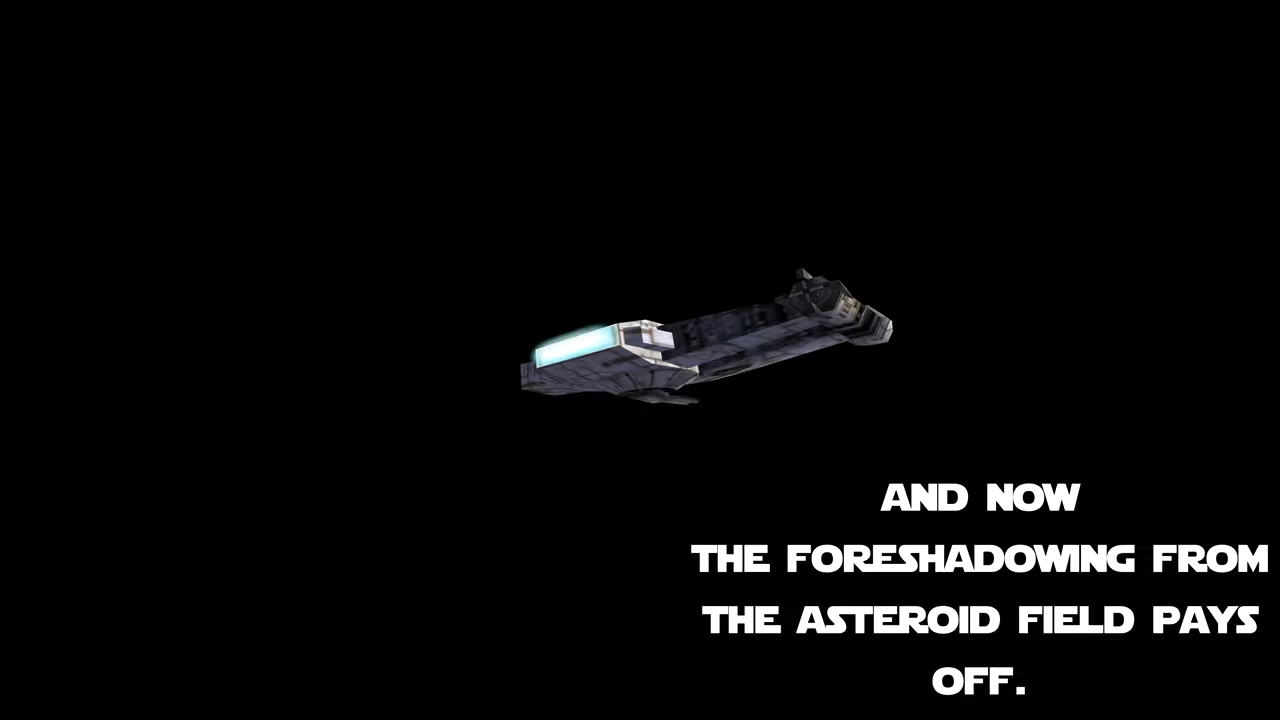 AND NOW
THE FORESHADOWING FROM
THE ASTEROID FIELD PAYS
OFF.